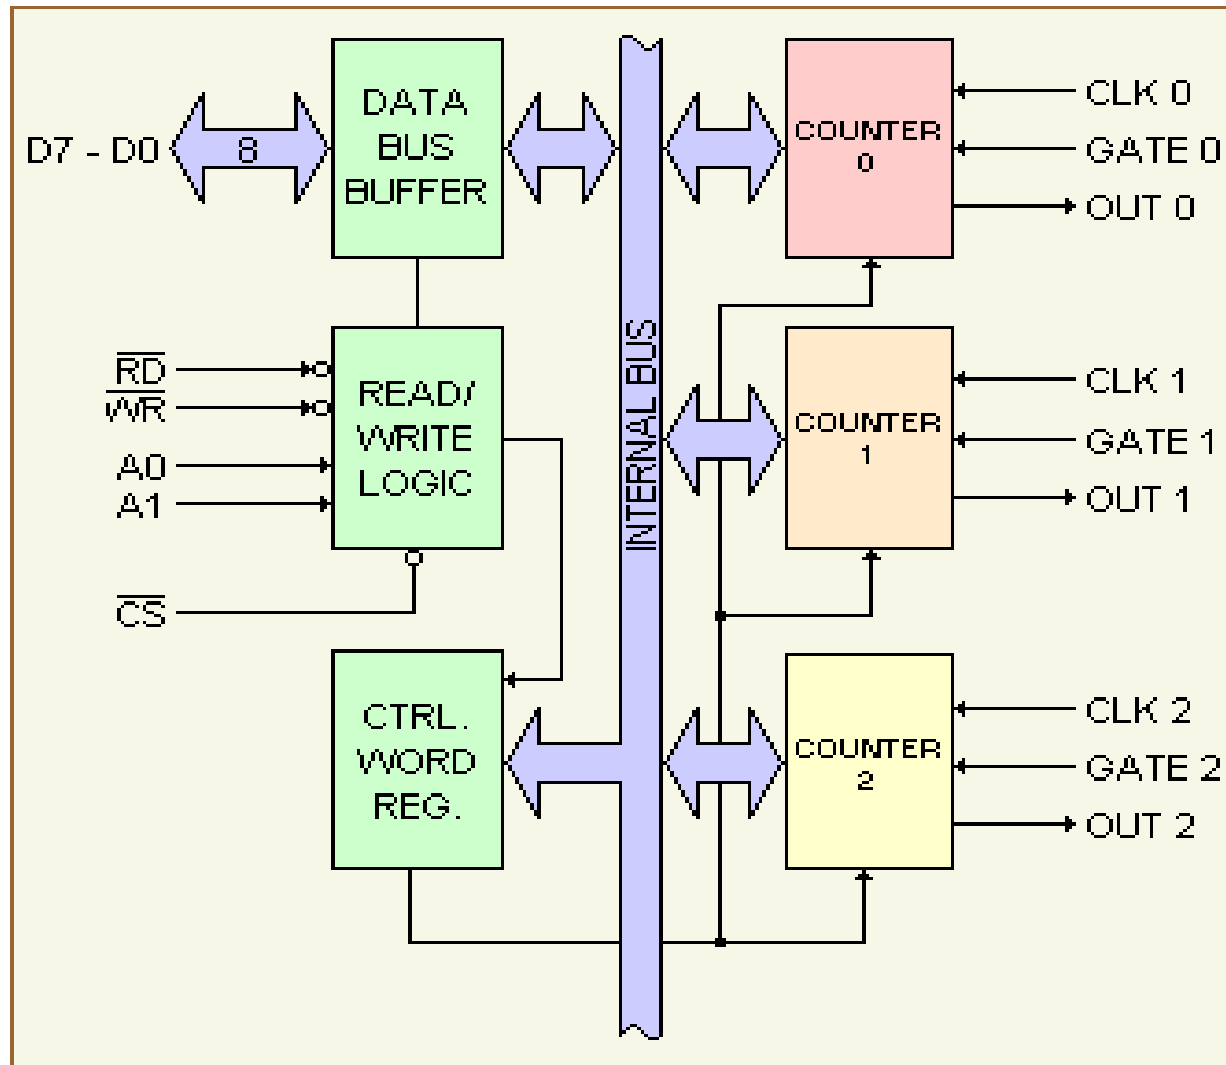 D7 - D0
8
DATA
BUS
BUFFER
COUNTER
0
CLK 0
GATE 0
OUT 0
RD
WR
A0
A1
CS
READ/
WRITE
LOGIC
INTERNAL BUS
COUNTER
1
CLK 1
GATE 1
OUT 1
CTRL.
WORD
REG.
COUNTER
2
CLK 2
GATE 2
OUT 2